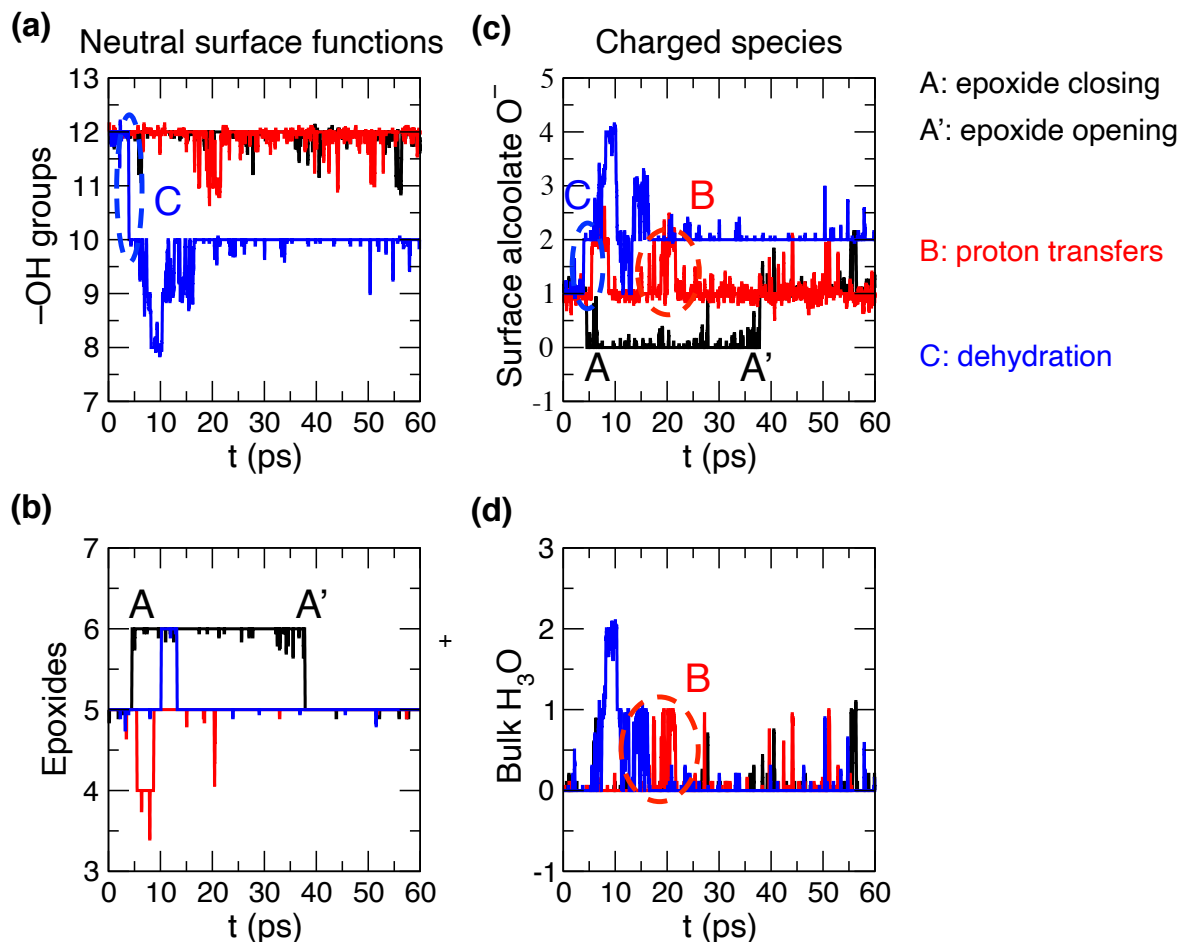 (a)
Neutral surface functions
–OH groups
13
12
11
10
9
8
7
C
0 10 20 30 40 50 60
t (ps)
(c)
Charged species
Surface alcoolate O⁻
5
4
3
2
1
0
-1
C
B
A
A’
0 10 20 30 40 50 60
t (ps)
A: epoxide closing
A’: epoxide opening
B: proton transfers
C: dehydration
(b)
Epoxides
7
6
5
4
3
A
A’
0 10 20 30 40 50 60
t (ps)
(d)
Bulk H₃O
+
3
2
1
0
-1
B
0 10 20 30 40 50 60
t (ps)